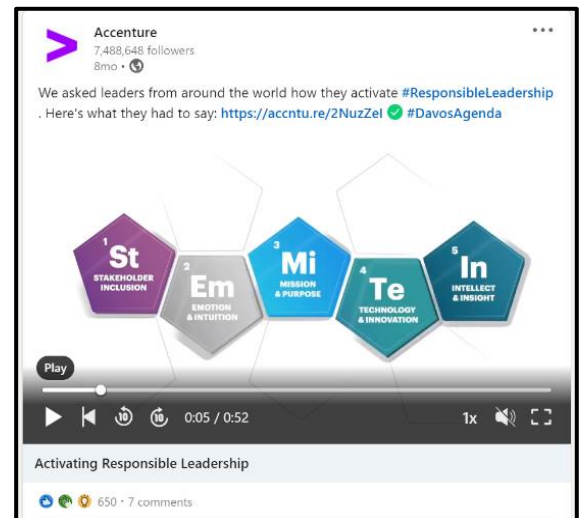 Accenture
7,488,648 followers
8mo •
We asked leaders from around the world how they activate #ResponsibleLeadership
. Here's what they had to say: https://accntu.re/2NuzZel #DavosAgenda
1
St
STAKEHOLDER
INCLUSION
2
Em
EMOTION
& INTUITION
3
Mi
MISSION
& PURPOSE
4
Te
TECHNOLOGY
& INNOVATION
5
In
INTELLECT
& INSIGHT
Play
10
10
0:05 / 0:52
1x
Activating Responsible Leadership
650 • 7 comments